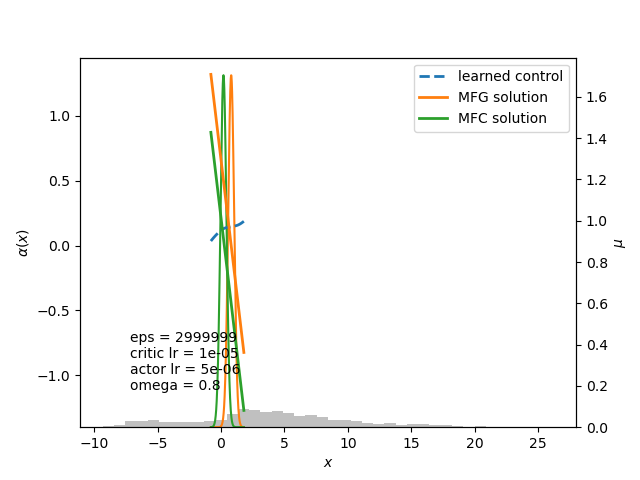 learned control
MFG solution
MFC solution
1.0
0.5
0.0
−0.5
−1.0
α(x)
1.6
1.4
1.2
1.0
0.8
0.6
0.4
0.2
0.0
μ
eps = 2999999
critic lr = 1e-05
actor lr = 5e-06
omega = 0.8
−10
−5
0
5
10
15
20
25
x